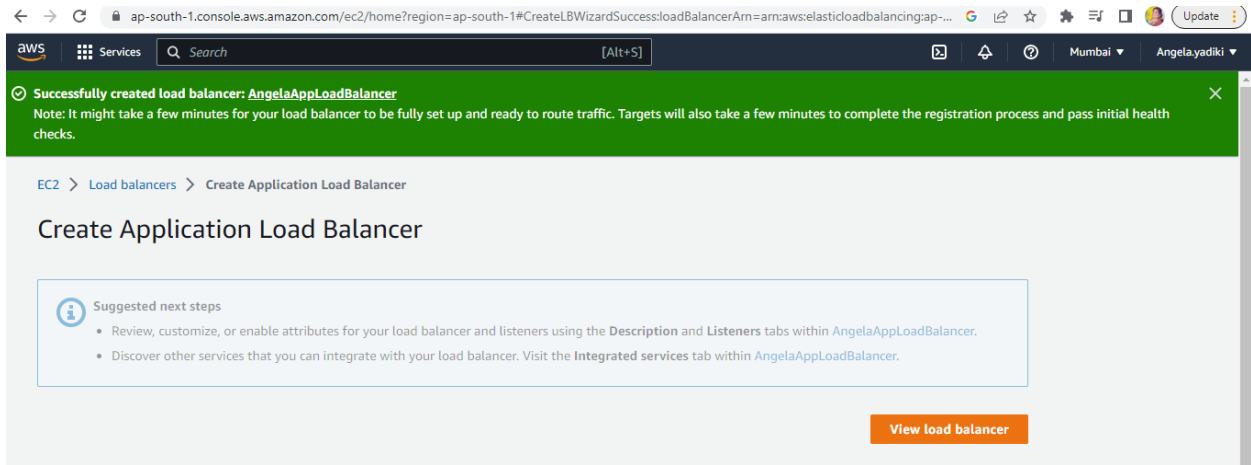 ap-south-1.console.aws.amazon.com/ec2/home?region=ap-south-1#CreateLBWizardSuccess:loadBalancerArn=arn:aws:elasticloadbalancing:ap-...
Update
aws Services Search [Alt+S] Mumbai Angela.yadiki
Successfully created load balancer: AngelaAppLoadBalancer
Note: It might take a few minutes for your load balancer to be fully set up and ready to route traffic. Targets will also take a few minutes to complete the registration process and pass initial health
checks.
EC2 > Load balancers > Create Application Load Balancer
Create Application Load Balancer
Suggested next steps
• Review, customize, or enable attributes for your load balancer and listeners using the Description and Listeners tabs within AngelaAppLoadBalancer.
• Discover other services that you can integrate with your load balancer. Visit the Integrated services tab within AngelaAppLoadBalancer.
View load balancer